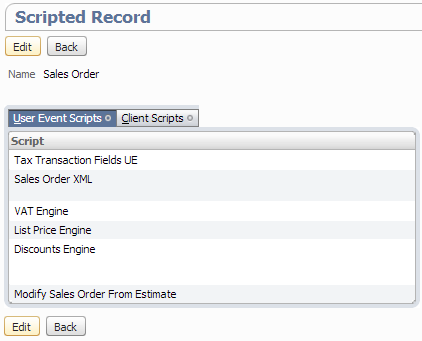 Scripted Record
Edit Back
Name Sales Order
User Event Scripts Client Scripts
Script
Tax Transaction Fields UE
Sales Order XML
VAT Engine
List Price Engine
Discounts Engine
Modify Sales Order From Estimate
Edit Back